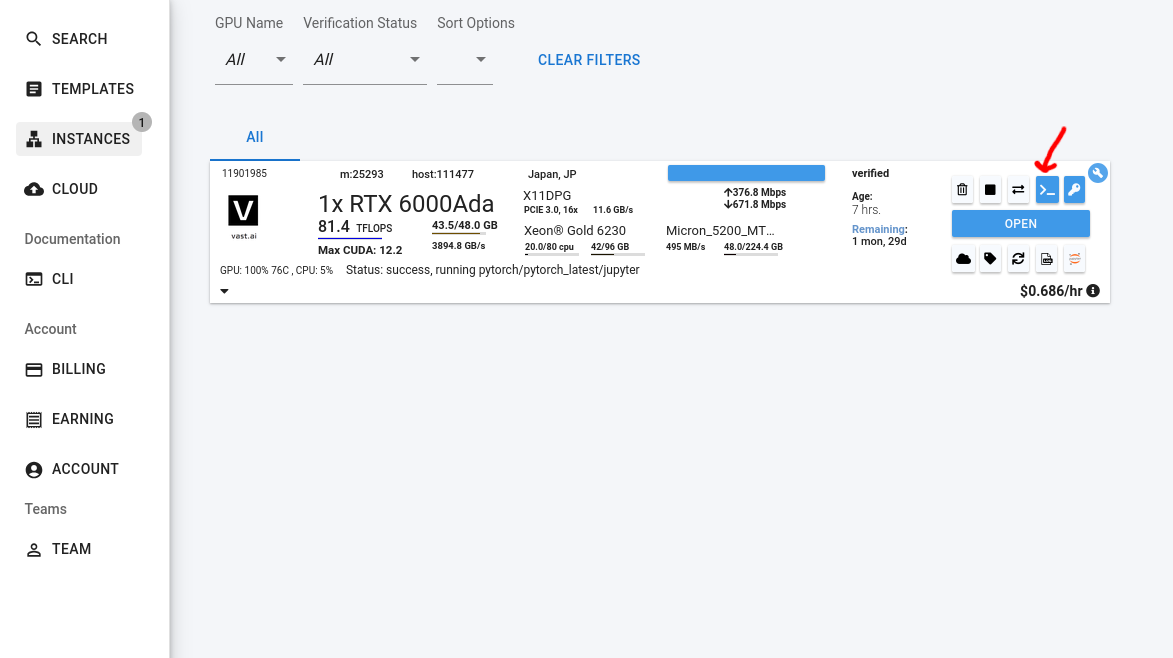 GPU Name Verification Status Sort Options
All All CLEAR FILTERS
SEARCH
TEMPLATES
INSTANCES 1
CLOUD
Documentation
CLI
Account
BILLING
EARNING
ACCOUNT
Teams
TEAM
All
11901985 m:25293 host:111477 Japan, JP verified
V
vast.ai
1x RTX 6000Ada
81.4 TFLOPS 43.5/48.0 GB
3894.8 GB/s
Max CUDA: 12.2
X11DPG
PCIE 3.0, 16x 11.6 GB/s
Xeon® Gold 6230
20.0/80 cpu 42/96 GB
↑376.8 Mbps
↓671.8 Mbps
Micron_5200_MT…
495 MB/s 48.0/224.4 GB
Age:
7 hrs.
Remaining:
1 mon, 29d
>_
OPEN
GPU: 100% 76C , CPU: 5% Status: success, running pytorch/pytorch_latest/jupyter
$0.686/hr